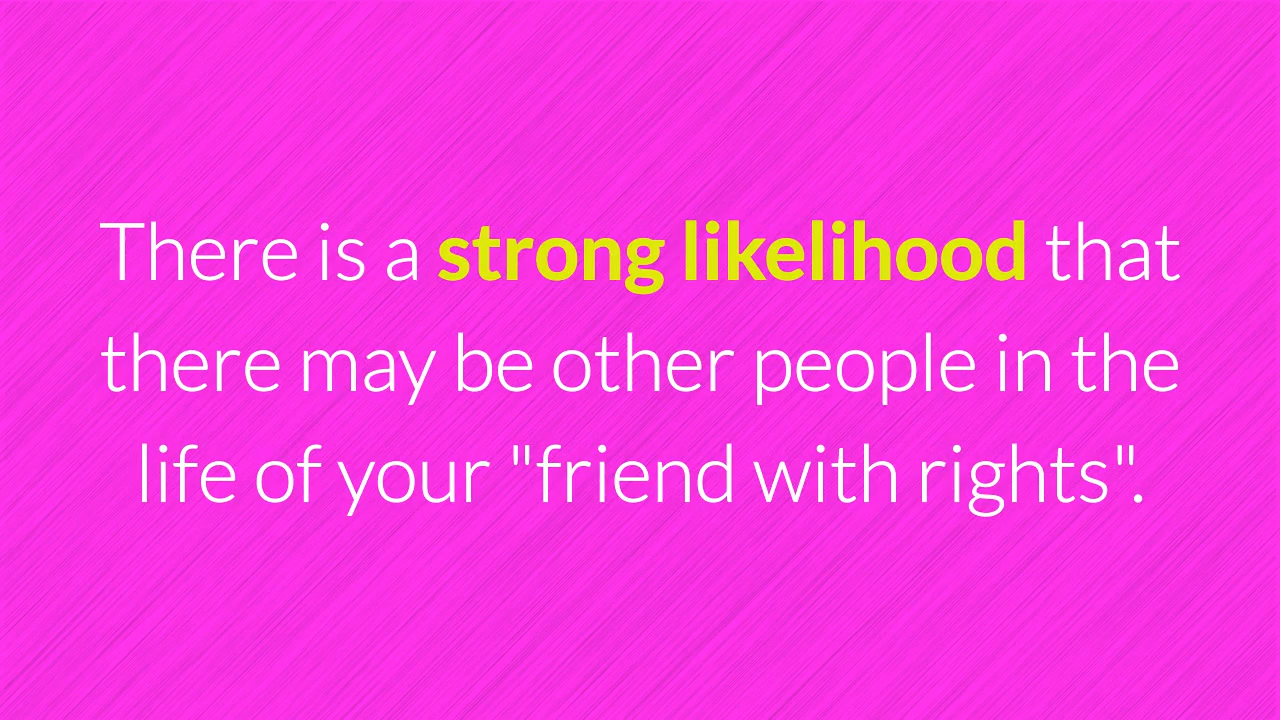 There is a strong likelihood that
there may be other people in the
life of your "friend with rights".